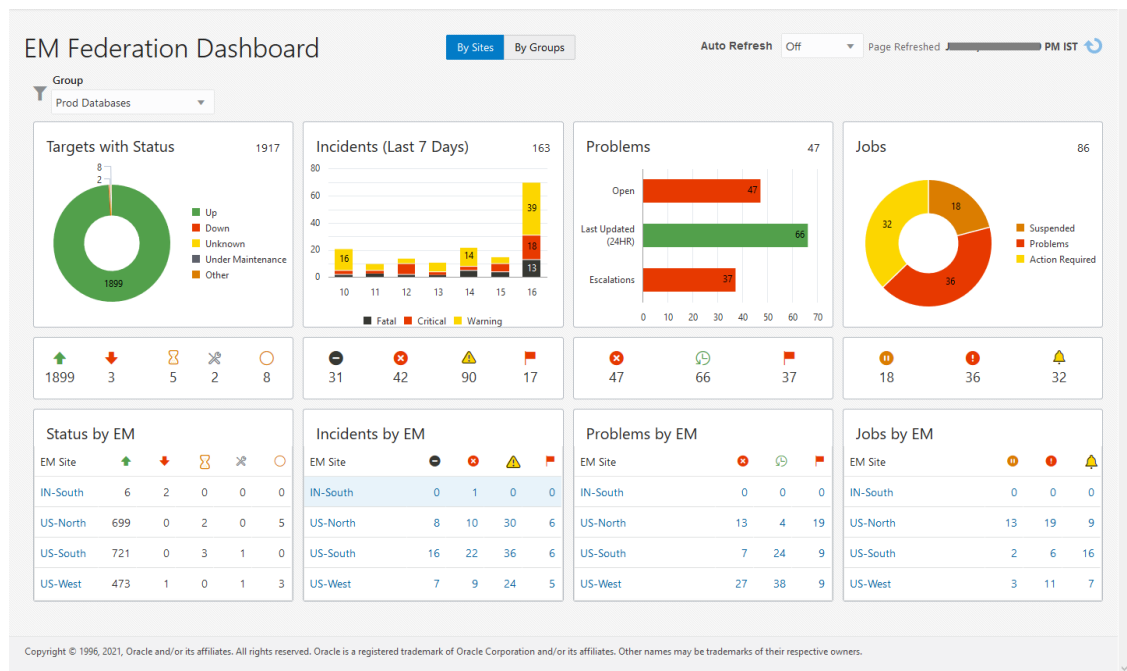 EM Federation Dashboard
By Sites By Groups
Auto Refresh Off Page Refreshed PM IST
Group
Prod Databases
Targets with Status 1917
8
2
1899
Up
Down
Unknown
Under Maintenance
Other
Incidents (Last 7 Days) 163
80
60
40
20
0
16
14
39
18
13
10 11 12 13 14 15 16
Fatal Critical Warning
Problems 47
Open 47
Last Updated (24HR) 66
Escalations 37
0 10 20 30 40 50 60 70
Jobs 86
18
32
36
Suspended
Problems
Action Required
1899 3 5 2 8
31 42 90 17
47 66 37
18 36 32
Status by EM
EM Site
IN-South 6 2 0 0 0
US-North 699 0 2 0 5
US-South 721 0 3 1 0
US-West 473 1 0 1 3
Incidents by EM
EM Site
IN-South 0 1 0 0
US-North 8 10 30 6
US-South 16 22 36 6
US-West 7 9 24 5
Problems by EM
EM Site
IN-South 0 0 0
US-North 13 4 19
US-South 7 24 9
US-West 27 38 9
Jobs by EM
EM Site
IN-South 0 0 0
US-North 13 19 9
US-South 2 6 16
US-West 3 11 7
Copyright © 1996, 2021, Oracle and/or its affiliates. All rights reserved. Oracle is a registered trademark of Oracle Corporation and/or its affiliates. Other names may be trademarks of their respective owners.